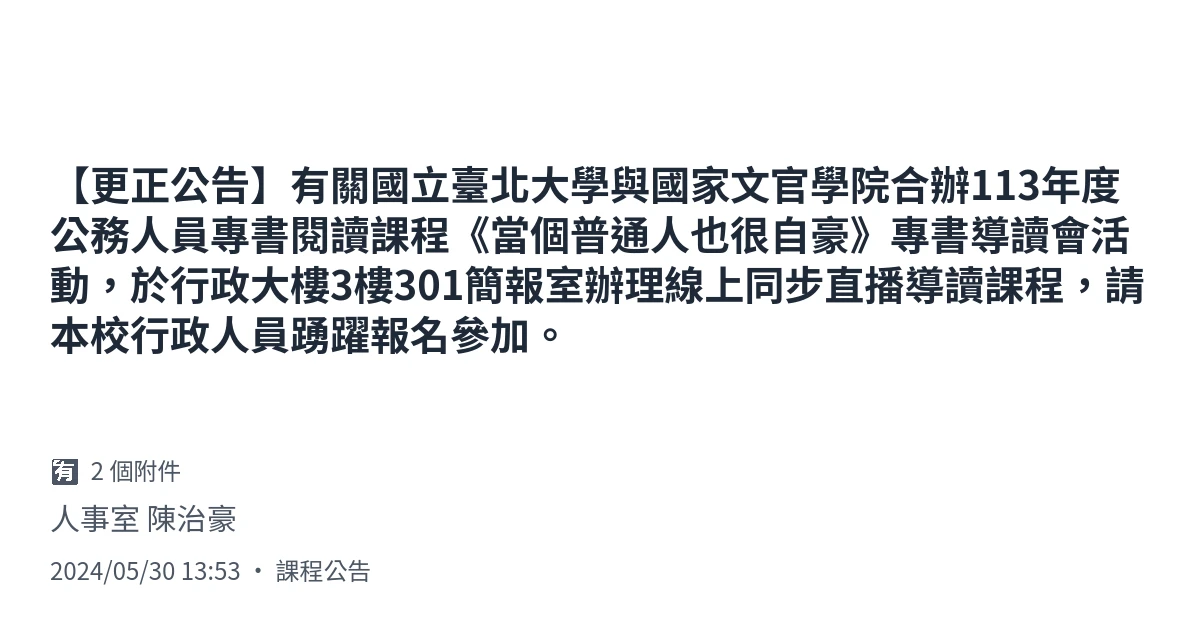 【更正公告】有關國立臺北大學與國家文官學院合辦113年度
公務人員專書閱讀課程《當個普通人也很自豪》專書導讀會活
動，於行政大樓3樓301簡報室辦理線上同步直播導讀課程，請
本校行政人員踴躍報名參加。
有 2 個附件
人事室 陳治豪
2024/05/30 13:53 • 課程公告